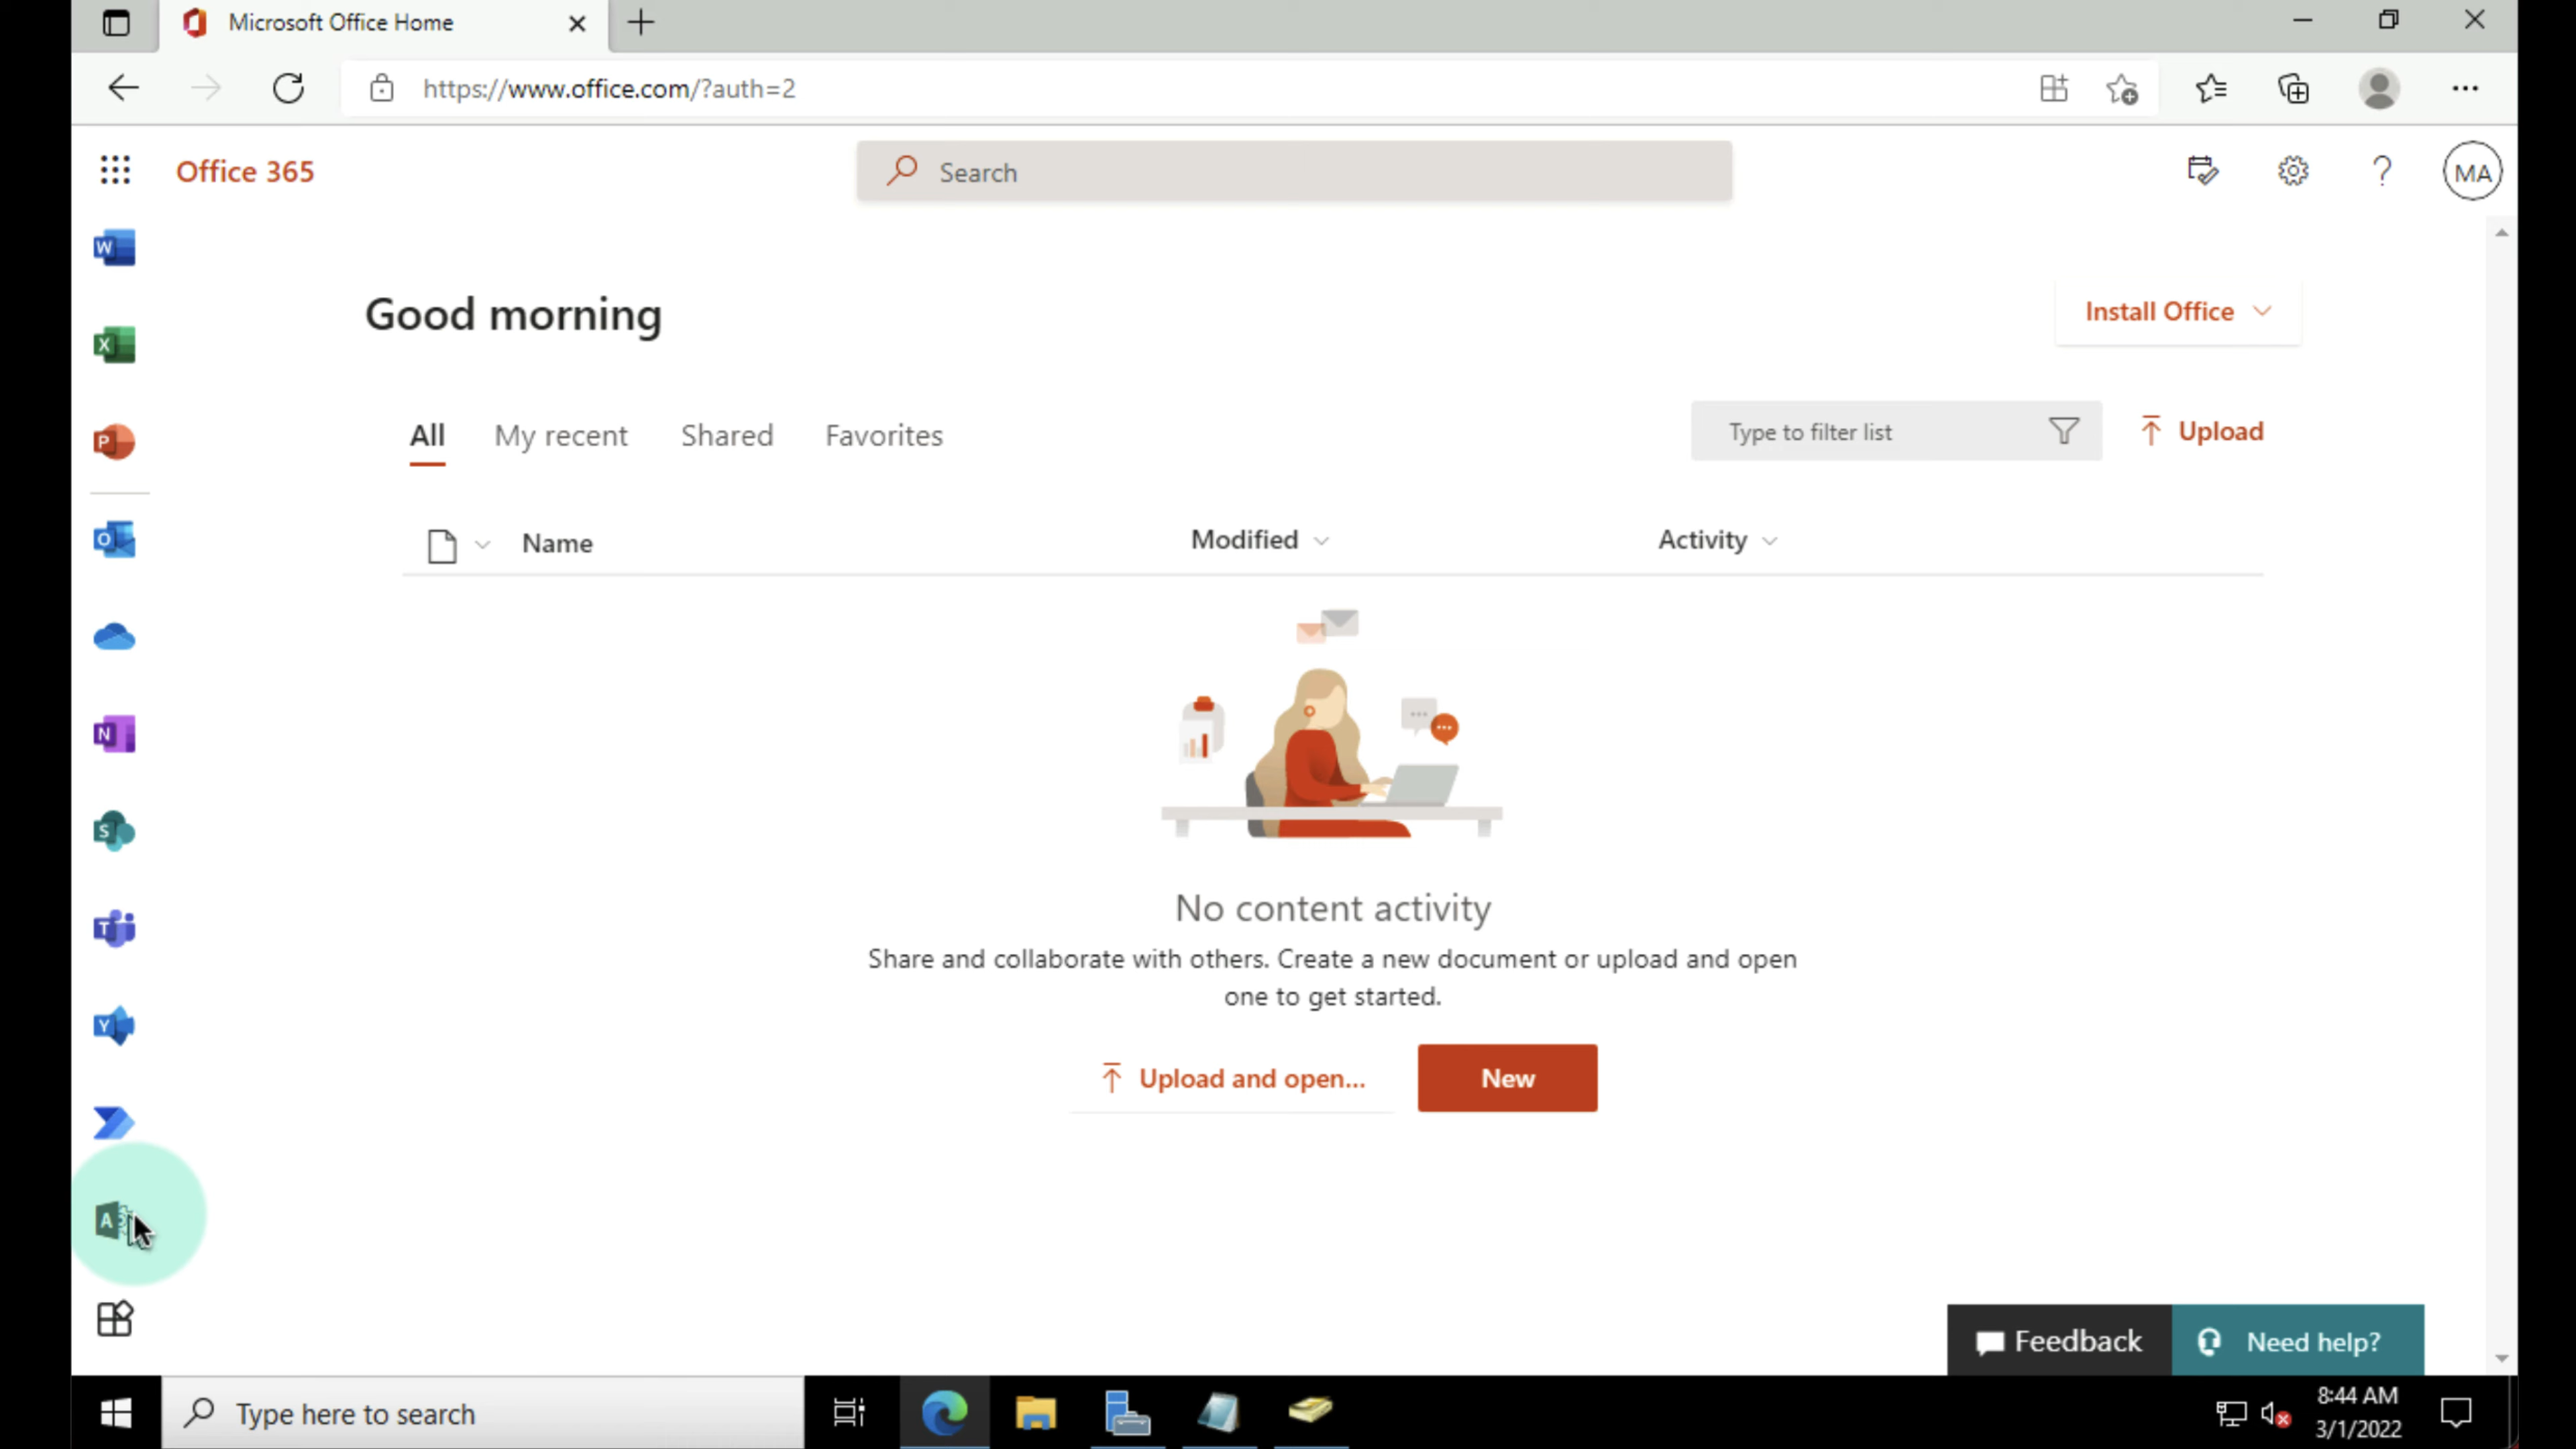 Microsoft Office Home
https://www.office.com/?auth=2
Office 365
Search
MA
W
Good morning
Install Office
X
All My recent Shared Favorites
Type to filter list
Upload
P
Name Modified Activity
O
N
S
T
No content activity
Share and collaborate with others. Create a new document or upload and open
one to get started.
Y
Upload and open...
New
A
Feedback
Need help?
Type here to search
8:44 AM
3/1/2022